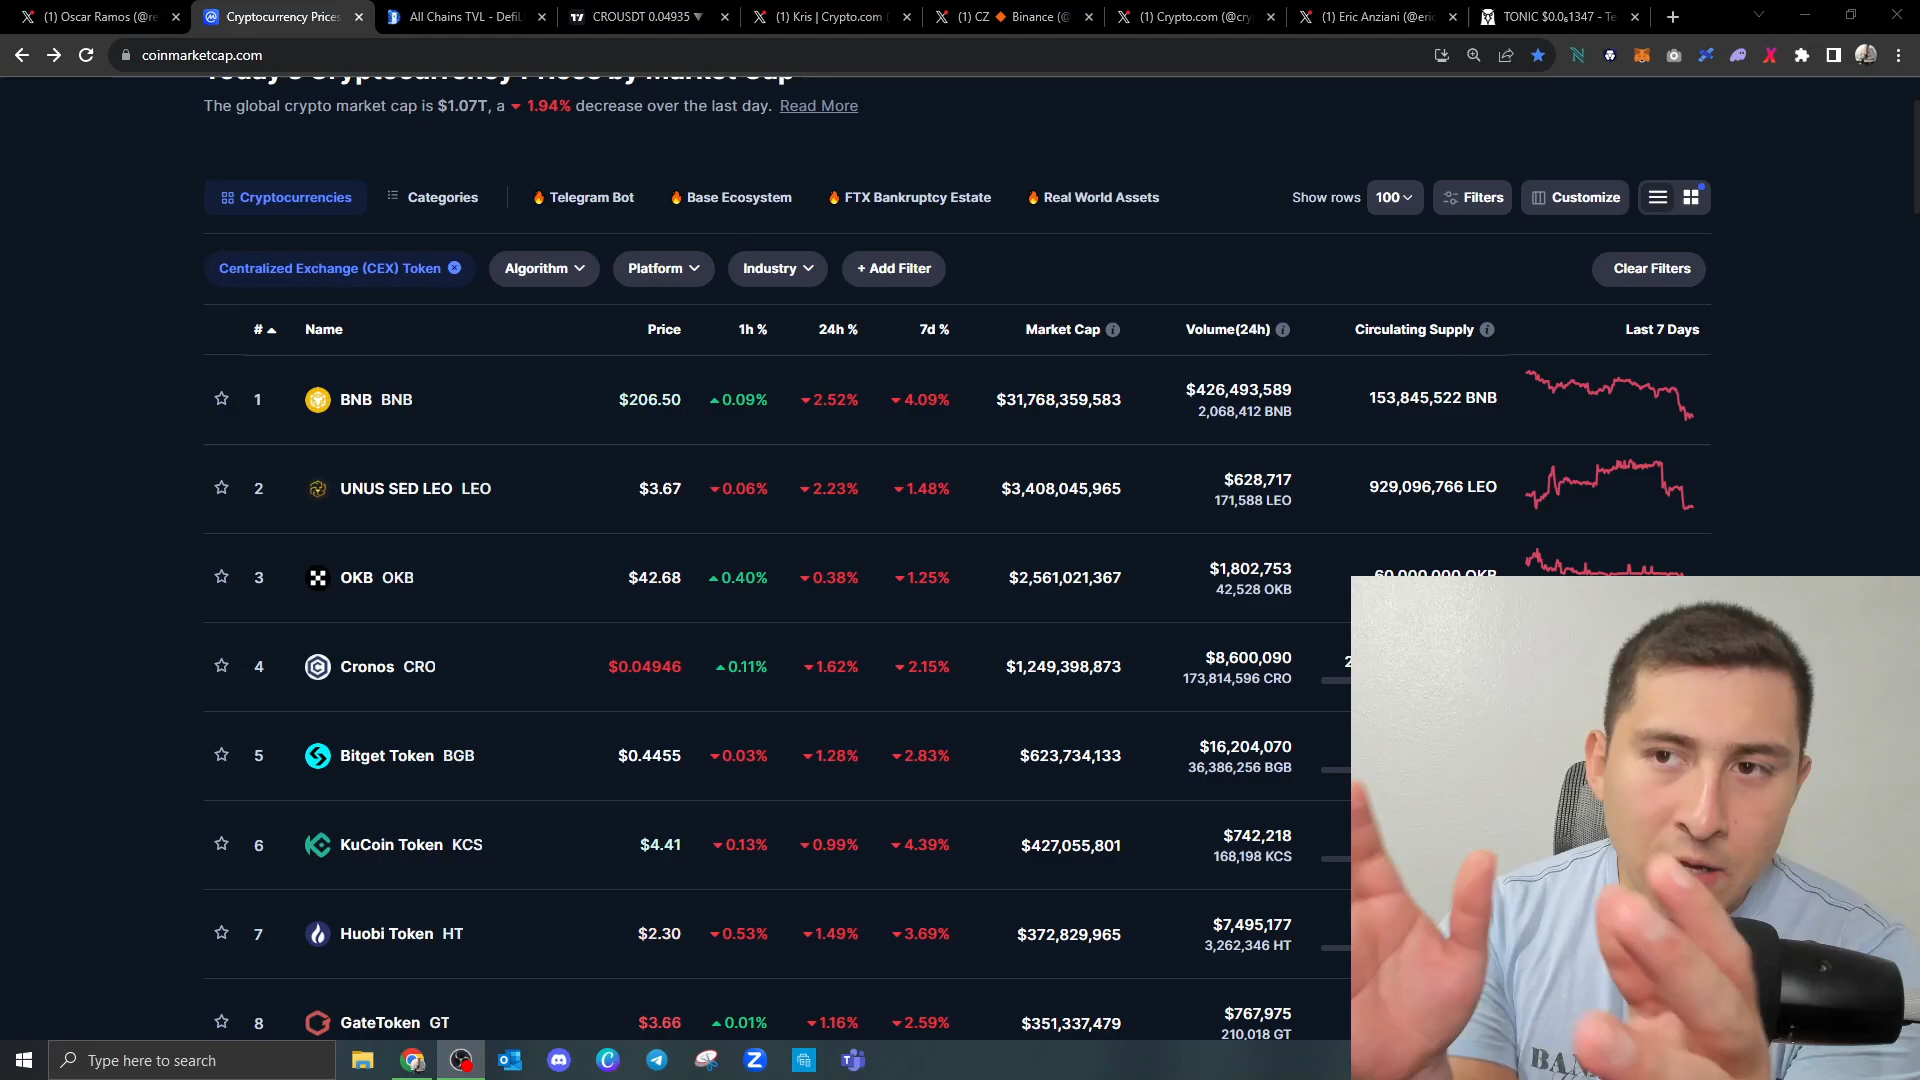 (1) Oscar Ramos (@re
Cryptocurrency Prices
All Chains TVL - DefiL
CROUSDT 0.04935 ▼
(1) Kris | Crypto.com (
(1) CZ 🔶 Binance (@
(1) Crypto.com (@cry
(1) Eric Anziani (@eric
TONIC $0.0₆1347 - Te
coinmarketcap.com
Today's Cryptocurrency Prices by Market Cap
The global crypto market cap is $1.07T, a ▼ 1.94% decrease over the last day. Read More
Cryptocurrencies
Categories
🔥 Telegram Bot
🔥 Base Ecosystem
🔥 FTX Bankruptcy Estate
🔥 Real World Assets
Show rows 100
Filters
Customize
Centralized Exchange (CEX) Token
Algorithm
Platform
Industry
+ Add Filter
Clear Filters
# Name Price 1h % 24h % 7d % Market Cap Volume(24h) Circulating Supply Last 7 Days
1 BNB BNB $206.50 0.09% 2.52% 4.09% $31,768,359,583 $426,493,589 153,845,522 BNB
2,068,412 BNB
2 UNUS SED LEO LEO $3.67 0.06% 2.23% 1.48% $3,408,045,965 $628,717 929,096,766 LEO
171,588 LEO
3 OKB OKB $42.68 0.40% 0.38% 1.25% $2,561,021,367 $1,802,753 60,000,000 OKB
42,528 OKB
4 Cronos CRO $0.04946 0.11% 1.62% 2.15% $1,249,398,873 $8,600,090 2
173,814,596 CRO
5 Bitget Token BGB $0.4455 0.03% 1.28% 2.83% $623,734,133 $16,204,070
36,386,256 BGB
6 KuCoin Token KCS $4.41 0.13% 0.99% 4.39% $427,055,801 $742,218
168,198 KCS
7 Huobi Token HT $2.30 0.53% 1.49% 3.69% $372,829,965 $7,495,177
3,262,346 HT
8 GateToken GT $3.66 0.01% 1.16% 2.59% $351,337,479 $767,975
210,018 GT
Type here to search